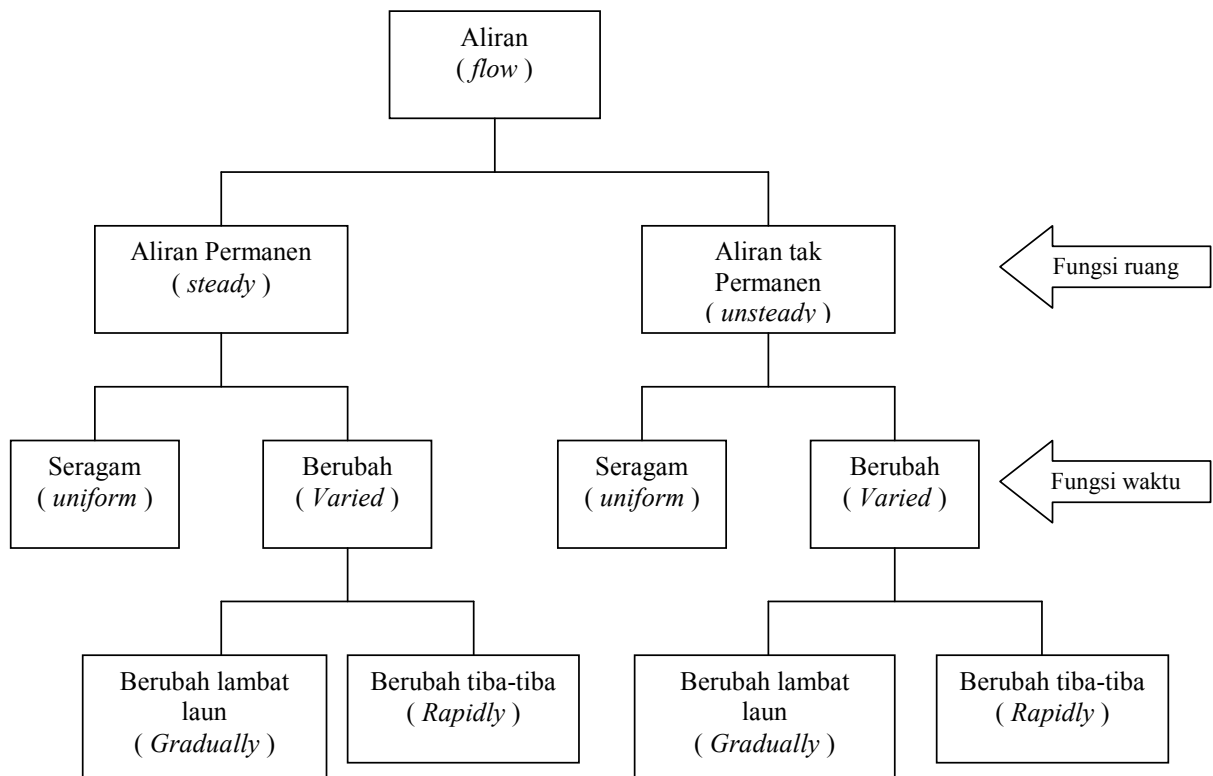 Aliran
( flow )
Aliran Permanen
( steady )
Aliran tak
Permanen
( unsteady )
Fungsi ruang
Seragam
( uniform )
Berubah
( Varied )
Seragam
( uniform )
Berubah
( Varied )
Fungsi waktu
Berubah lambat
laun
( Gradually )
Berubah tiba-tiba
( Rapidly )
Berubah lambat
laun
( Gradually )
Berubah tiba-tiba
( Rapidly )